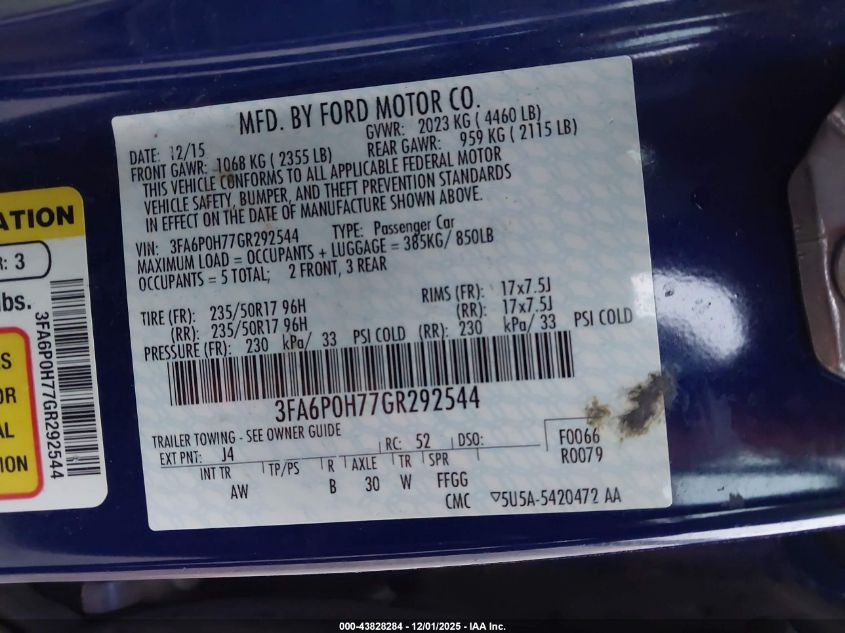 MFD. BY FORD MOTOR CO.
DATE: 12/15 GVWR: 2023 KG ( 4460 LB)
FRONT GAWR: 1068 KG ( 2355 LB) REAR GAWR: 959 KG ( 2115 LB)
THIS VEHICLE CONFORMS TO ALL APPLICABLE FEDERAL MOTOR
VEHICLE SAFETY, BUMPER, AND THEFT PREVENTION STANDARDS
IN EFFECT ON THE DATE OF MANUFACTURE SHOWN ABOVE.
VIN: 3FA6P0H77GR292544 TYPE: Passenger Car
MAXIMUM LOAD = OCCUPANTS + LUGGAGE = 385KG/ 850LB
OCCUPANTS = 5 TOTAL; 2 FRONT, 3 REAR
TIRE (FR): 235/50R17 96H RIMS (FR): 17x7.5J
(RR): 235/50R17 96H (RR): 17x7.5J
PRESSURE (FR): 230 kPa/ 33 PSI COLD (RR): 230 kPa/ 33 PSI COLD
3FA6P0H77GR292544
TRAILER TOWING - SEE OWNER GUIDE
EXT PNT: J4 RC: 52 DSO: F0066
R0079
INT TR TP/PS R AXLE TR SPR
AW B 30 W FFGG
CMC 5U5A-5420472 AA
ATION
R: 3
lbs.
3FA6P0H77GR292544
S
OR
AL
ION
000-43828284 - 12/01/2025 - IAA Inc.